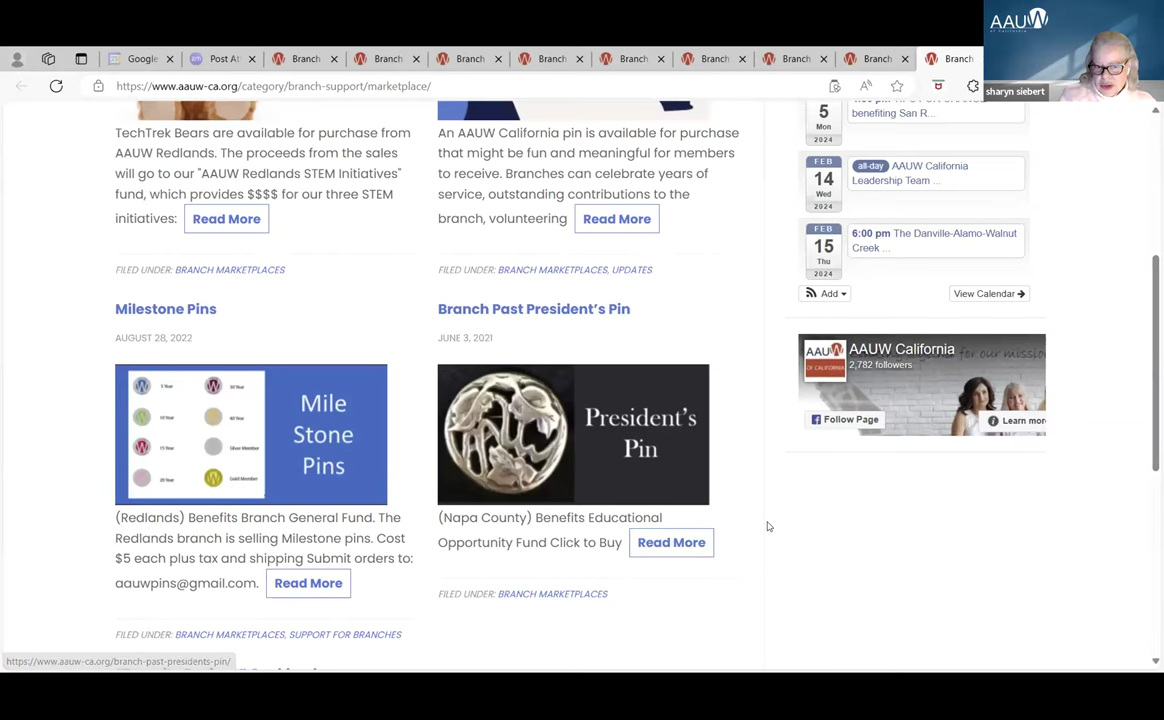 AAUW
of California
sharyn siebert
Google
Post At
Branch
Branch
Branch
Branch
Branch
Branch
Branch
Branch
Branch
https://www.aauw-ca.org/category/branch-support/marketplace/
TechTrek Bears are available for purchase from
AAUW Redlands. The proceeds from the sales
will go to our "AAUW Redlands STEM Initiatives"
fund, which provides $$$$ for our three STEM
initiatives: Read More
FILED UNDER: BRANCH MARKETPLACES
An AAUW California pin is available for purchase
that might be fun and meaningful for members
to receive. Branches can celebrate years of
service, outstanding contributions to the
branch, volunteering Read More
FILED UNDER: BRANCH MARKETPLACES, UPDATES
Milestone Pins
AUGUST 28, 2022
5 Year
10 Year
15 Year
20 Year
40 Year
Silver Member
Gold Member
Mile
Stone
Pins
(Redlands) Benefits Branch General Fund. The
Redlands branch is selling Milestone pins. Cost
$5 each plus tax and shipping Submit orders to:
aauwpins@gmail.com. Read More
FILED UNDER: BRANCH MARKETPLACES, SUPPORT FOR BRANCHES
Branch Past President's Pin
JUNE 3, 2021
President's
Pin
(Napa County) Benefits Educational
Opportunity Fund Click to Buy Read More
FILED UNDER: BRANCH MARKETPLACES
5
Mon
2024
benefiting San R...
FEB
14
Wed
2024
all-day AAUW California
Leadership Team ...
FEB
15
Thu
2024
6:00 pm The Danville-Alamo-Walnut
Creek ...
Add
View Calendar
AAUW
OF CALIFORNIA
AAUW California
2,782 followers
Follow Page
Learn more
https://www.aauw-ca.org/branch-past-presidents-pin/